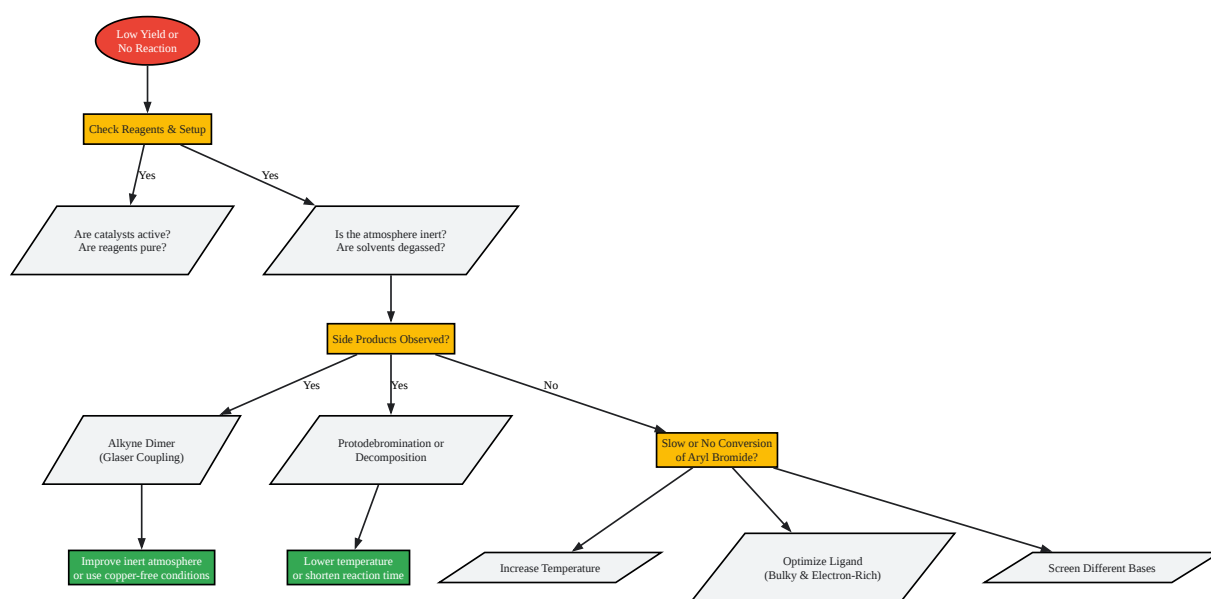 Low Yield or
No Reaction
Check Reagents & Setup
Yes
Yes
Are catalysts active?
Are reagents pure?
Is the atmosphere inert?
Are solvents degassed?
Side Products Observed?
Yes
Yes
No
Alkyne Dimer
(Glaser Coupling)
Protodebromination or
Decomposition
Slow or No Conversion
of Aryl Bromide?
Improve inert atmosphere
or use copper-free conditions
Lower temperature
or shorten reaction time
Increase Temperature
Optimize Ligand
(Bulky & Electron-Rich)
Screen Different Bases